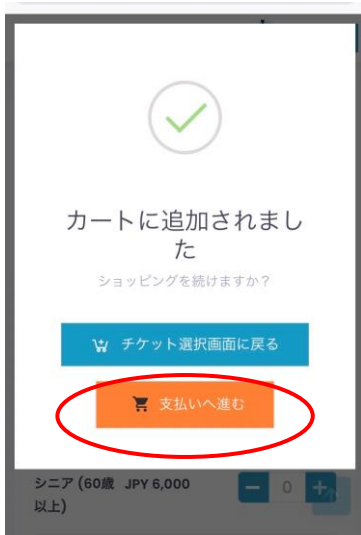 カートに追加されまし
た
ショッピングを続けますか？
チケット選択画面に戻る
支払いへ進む
シニア (60歳 JPY 6,000
以上)
0